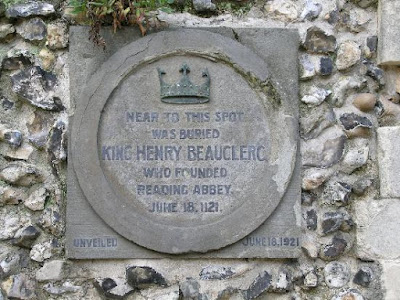 NEAR TO THIS SPOT
WAS BURIED
KING HENRY BEAUCLERC
WHO FOUNDED
READING ABBEY.
JUNE 18. 1121.
UNVEILED JUNE 18. 1921